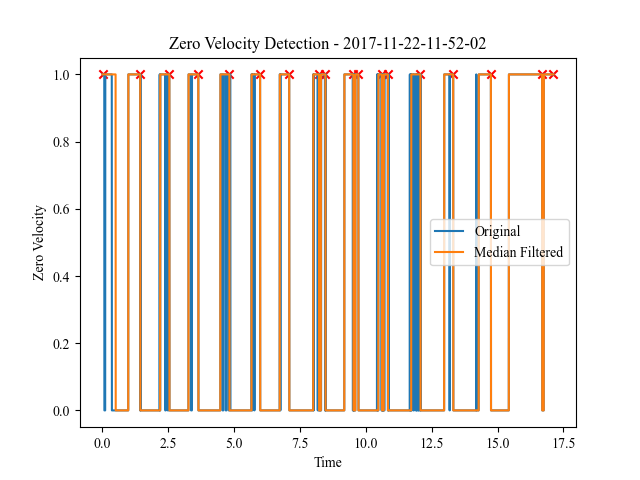 Zero Velocity Detection - 2017-11-22-11-52-02
1.0
0.8
0.6
0.4
0.2
0.0
Zero Velocity
Original
Median Filtered
0.0 2.5 5.0 7.5 10.0 12.5 15.0 17.5
Time